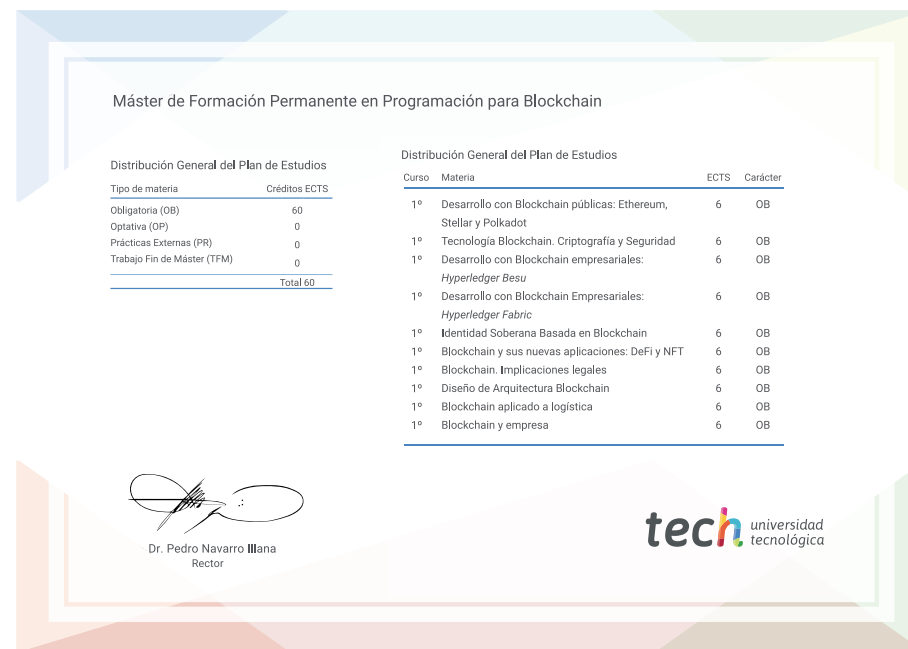 Máster de Formación Permanente en Programación para Blockchain
Distribución General del Plan de Estudios
Tipo de materia Créditos ECTS
Obligatoria (OB) 60
Optativa (OP) 0
Prácticas Externas (PR) 0
Trabajo Fin de Máster (TFM) 0
Total 60
Distribución General del Plan de Estudios
Curso Materia ECTS Carácter
1º Desarrollo con Blockchain públicas: Ethereum, 6 OB
Stellar y Polkadot
1º Tecnología Blockchain. Criptografía y Seguridad 6 OB
1º Desarrollo con Blockchain empresariales: 6 OB
Hyperledger Besu
1º Desarrollo con Blockchain Empresariales: 6 OB
Hyperledger Fabric
1º Identidad Soberana Basada en Blockchain 6 OB
1º Blockchain y sus nuevas aplicaciones: DeFi y NFT 6 OB
1º Blockchain. Implicaciones legales 6 OB
1º Diseño de Arquitectura Blockchain 6 OB
1º Blockchain aplicado a logística 6 OB
1º Blockchain y empresa 6 OB
Dr. Pedro Navarro Illana
Rector
tech universidad
tecnológica